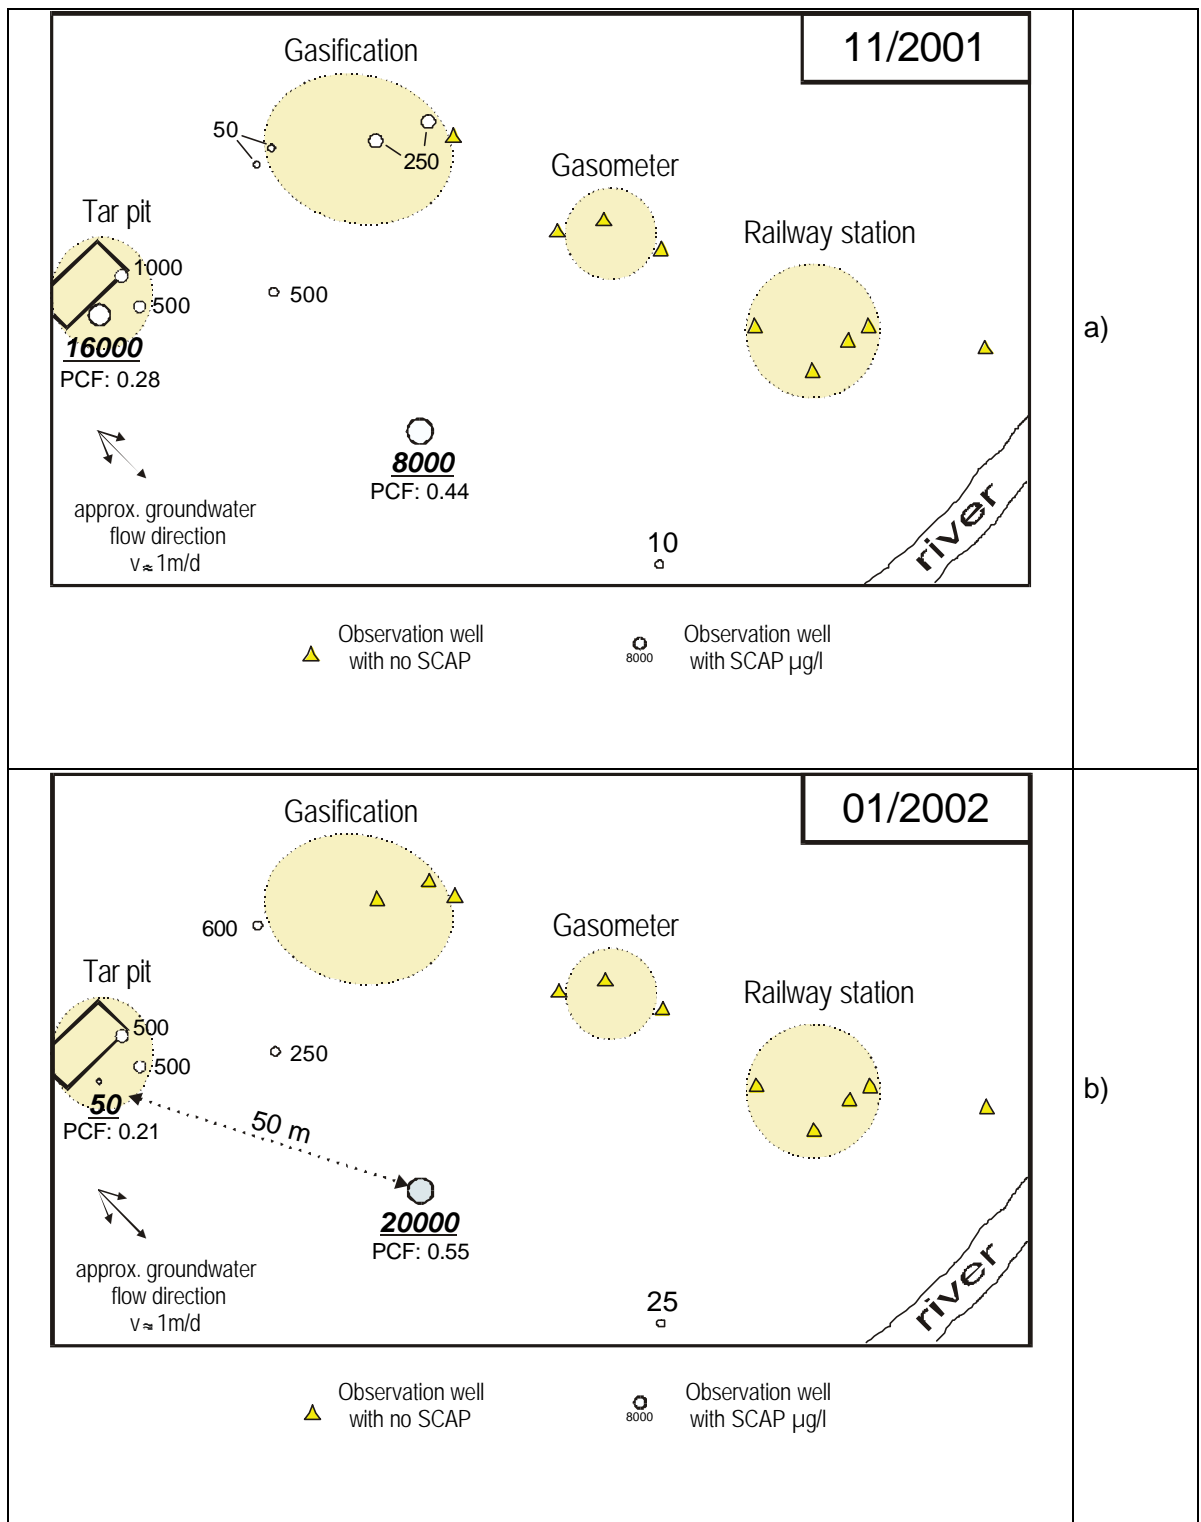 11/2001
Gasification
50
250
Gasometer
Tar pit
Railway station
1000
500
500
16000
PCF: 0.28
8000
PCF: 0.44
approx. groundwater
flow direction
v ≈ 1m/d
10
river
Observation well
with no SCAP
8000
Observation well
with SCAP µg/l
a)
01/2002
Gasification
600
Gasometer
Tar pit
Railway station
500
500
250
50
PCF: 0.21
50 m
20000
PCF: 0.55
approx. groundwater
flow direction
v ≈ 1m/d
25
river
Observation well
with no SCAP
8000
Observation well
with SCAP µg/l
b)